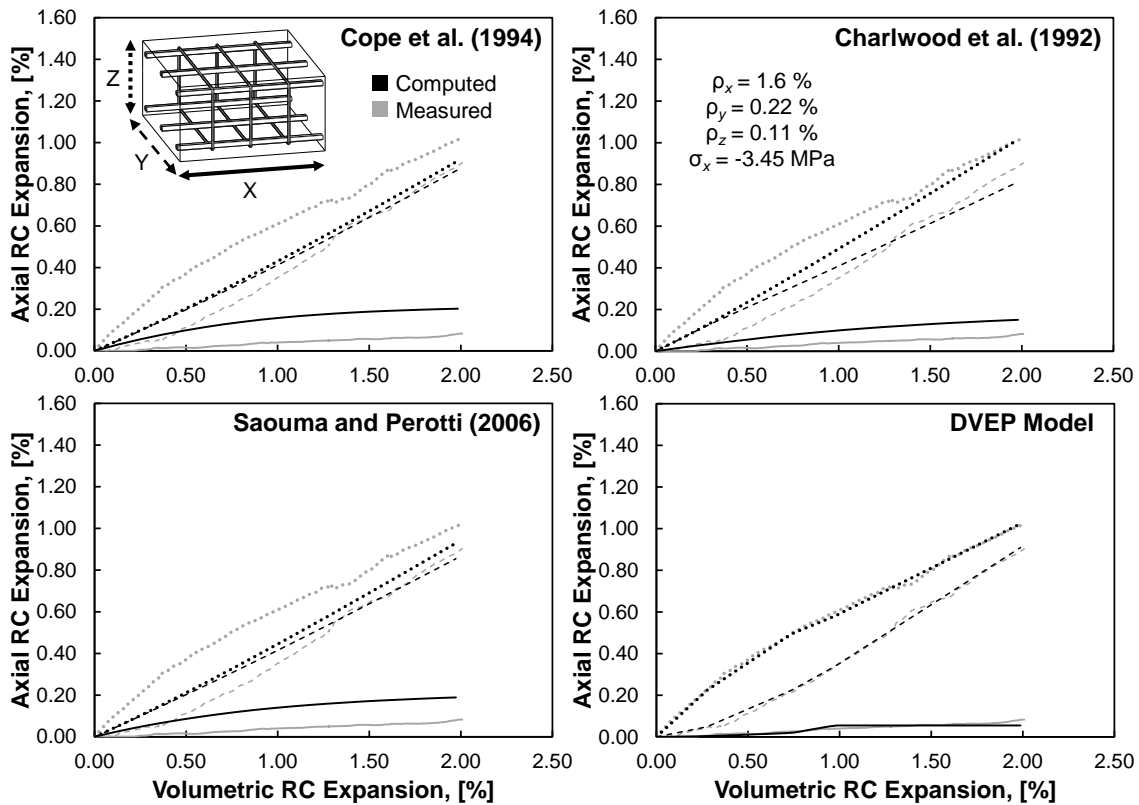 Cope et al. (1994)
Computed
Measured
Z
Y
X
Axial RC Expansion, [%]
1.60
1.40
1.20
1.00
0.80
0.60
0.40
0.20
0.00
0.00 0.50 1.00 1.50 2.00 2.50
Charlwood et al. (1992)
ρx = 1.6 %
ρy = 0.22 %
ρz = 0.11 %
σx = -3.45 MPa
Axial RC Expansion, [%]
1.60
1.40
1.20
1.00
0.80
0.60
0.40
0.20
0.00
0.00 0.50 1.00 1.50 2.00 2.50
Saouma and Perotti (2006)
Axial RC Expansion, [%]
1.60
1.40
1.20
1.00
0.80
0.60
0.40
0.20
0.00
0.00 0.50 1.00 1.50 2.00 2.50
Volumetric RC Expansion, [%]
DVEP Model
Axial RC Expansion, [%]
1.60
1.40
1.20
1.00
0.80
0.60
0.40
0.20
0.00
0.00 0.50 1.00 1.50 2.00 2.50
Volumetric RC Expansion, [%]